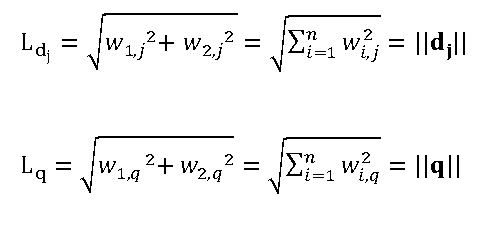 L_{d_j} = √(w_{1,j}² + w_{2,j}²) = √(∑_{i=1}^{n} w_{i,j}^{2}) = ||d_j||
L_q = √(w_{1,q}² + w_{2,q}²) = √(∑_{i=1}^{n} w_{i,q}^{2}) = ||q||